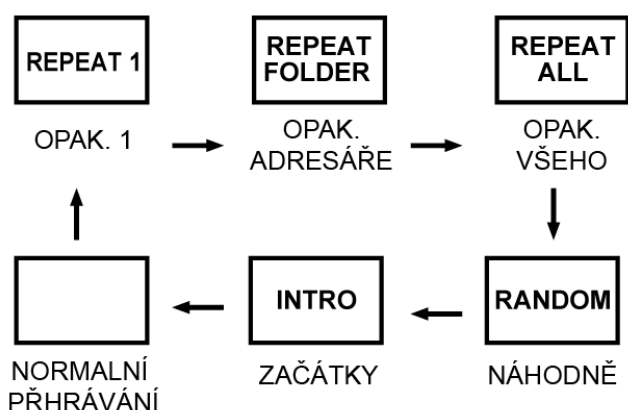 REPEAT 1
REPEAT
FOLDER
REPEAT
ALL
OPAK. 1
OPAK.
ADRESÁŘE
OPAK.
VŠEHO
INTRO
RANDOM
NORMALNÍ
PŘHRÁVÁNÍ
ZAČÁTKY
NÁHODNĚ